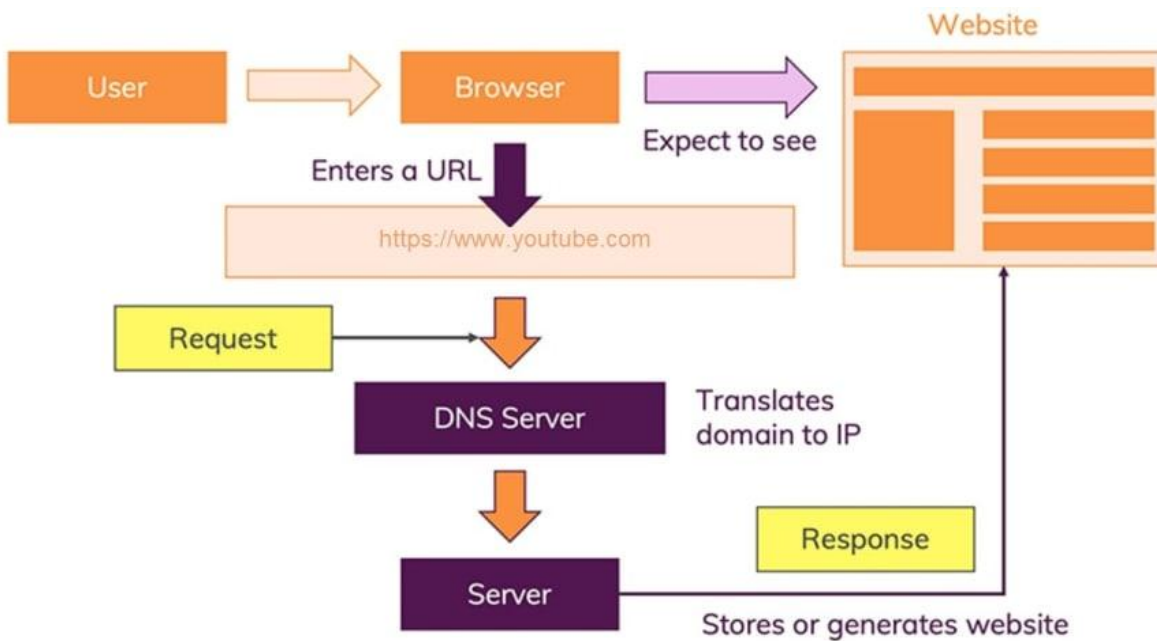 Website
User
Browser
Expect to see
Enters a URL
https://www.youtube.com
Request
DNS Server
Translates
domain to IP
Response
Server
Stores or generates website